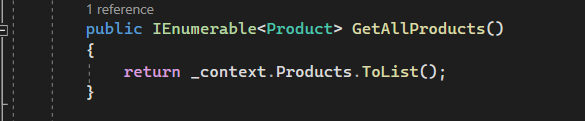 1 reference
public IEnumerable<Product> GetAllProducts()
{
return _context.Products.ToList();
}